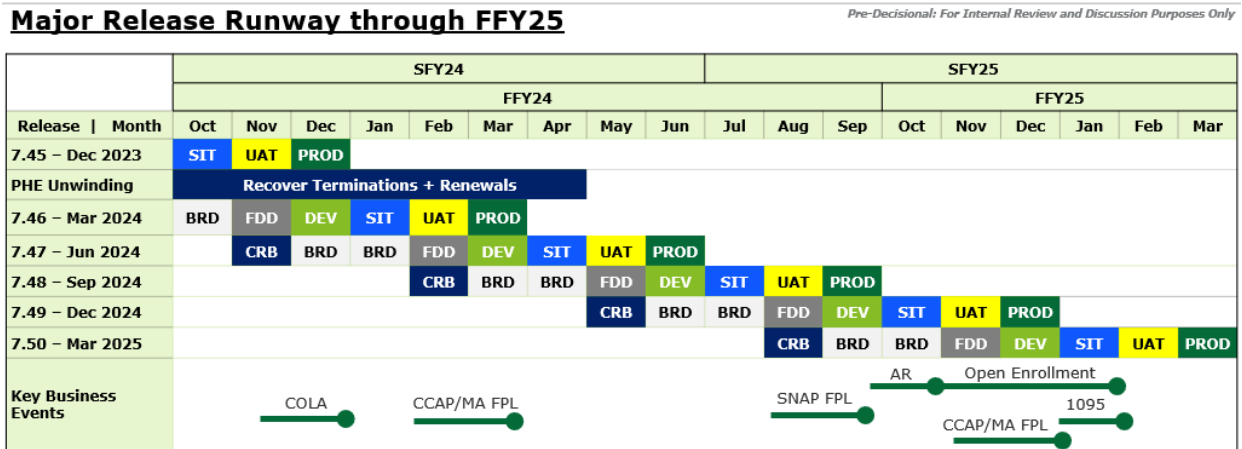 Major Release Runway through FFY25
Pre-Decisional: For Internal Review and Discussion Purposes Only
SFY24 SFY25
FFY24 FFY25
Release | Month Oct Nov Dec Jan Feb Mar Apr May Jun Jul Aug Sep Oct Nov Dec Jan Feb Mar
7.45 – Dec 2023 SIT UAT PROD
PHE Unwinding Recover Terminations + Renewals
7.46 – Mar 2024 BRD FDD DEV SIT UAT PROD
7.47 – Jun 2024 CRB BRD BRD FDD DEV SIT UAT PROD
7.48 – Sep 2024 CRB BRD BRD FDD DEV SIT UAT PROD
7.49 – Dec 2024 CRB BRD BRD FDD DEV SIT UAT PROD
7.50 – Mar 2025 CRB BRD BRD FDD DEV SIT UAT PROD
Key Business
Events
COLA
CCAP/MA FPL
SNAP FPL
AR
Open Enrollment
1095
CCAP/MA FPL